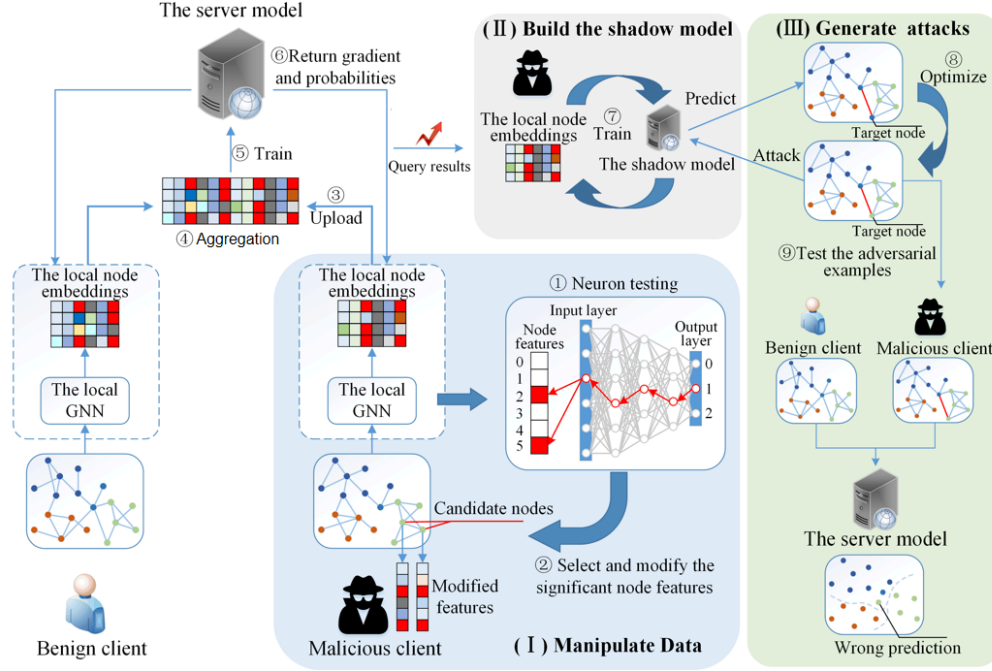 The server model
⑥Return gradient
and probabilities
⑤ Train
③
Upload
④ Aggregation
Query results
The local node
embeddings
The local
GNN
Benign client
(Ⅱ) Build the shadow model
The local node
embeddings
⑦
Train
The shadow model
Predict
Attack
(Ⅲ) Generate attacks
⑧
Optimize
Target node
Target node
⑨Test the adversarial
examples
Benign client
Malicious client
The server model
Wrong prediction
The local node
embeddings
The local
GNN
① Neuron testing
Input layer
Node
features
Output
layer
0
1
2
3
4
5
0
1
2
Candidate nodes
② Select and modify the
significant node features
Modified
features
Malicious client
(Ⅰ) Manipulate Data